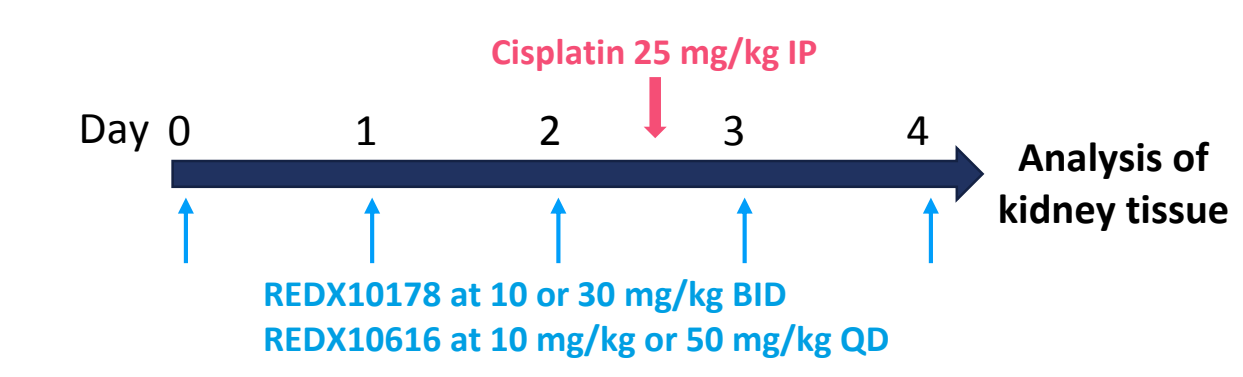 Cisplatin 25 mg/kg IP
Day 0 1 2 3 4
Analysis of
kidney tissue
REDX10178 at 10 or 30 mg/kg BID
REDX10616 at 10 mg/kg or 50 mg/kg QD